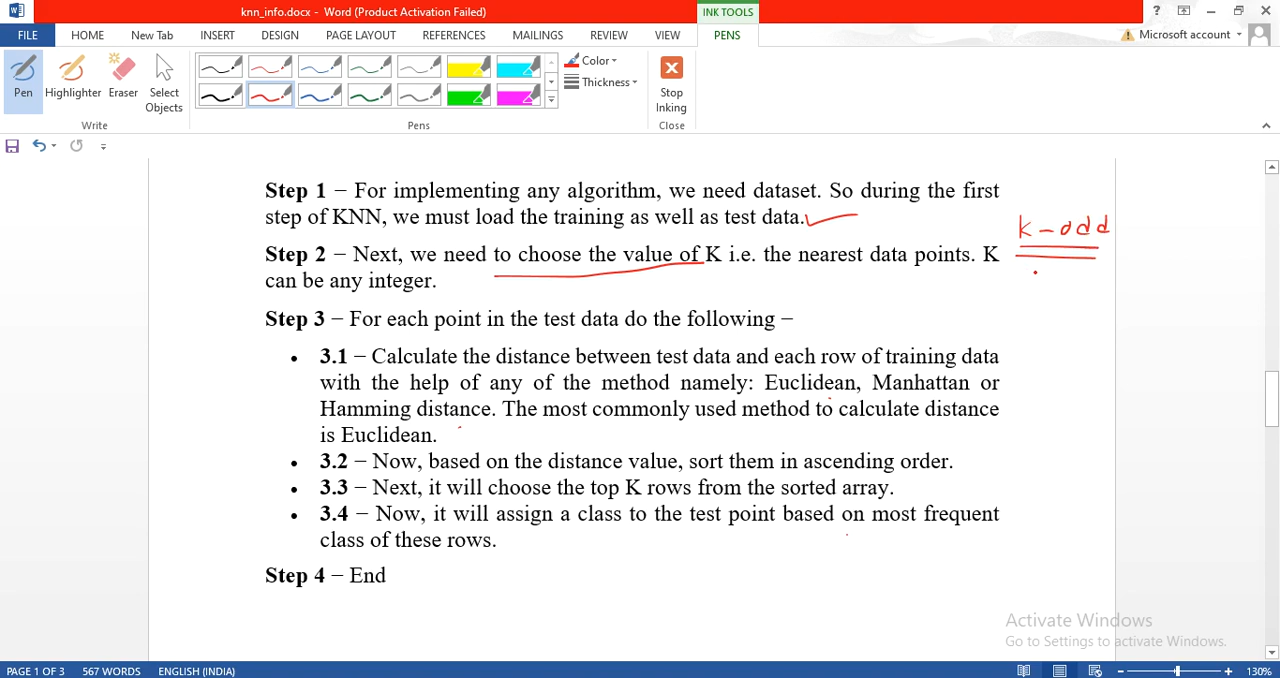 knn_info.docx - Word (Product Activation Failed)
INK TOOLS
?
FILE HOME New Tab INSERT DESIGN PAGE LAYOUT REFERENCES MAILINGS REVIEW VIEW PENS
Microsoft account
Pen
Highlighter
Eraser
Select Objects
Color
Thickness
Stop Inking
Write
Pens
Close
Step 1 − For implementing any algorithm, we need dataset. So during the first
step of KNN, we must load the training as well as test data.
k - odd
Step 2 − Next, we need to choose the value of K i.e. the nearest data points. K
can be any integer.
Step 3 − For each point in the test data do the following −
• 3.1 − Calculate the distance between test data and each row of training data
with the help of any of the method namely: Euclidean, Manhattan or
Hamming distance. The most commonly used method to calculate distance
is Euclidean.
• 3.2 − Now, based on the distance value, sort them in ascending order.
• 3.3 − Next, it will choose the top K rows from the sorted array.
• 3.4 − Now, it will assign a class to the test point based on most frequent
class of these rows.
Step 4 − End
Activate Windows
Go to Settings to activate Windows.
PAGE 1 OF 3 567 WORDS ENGLISH (INDIA)
130%